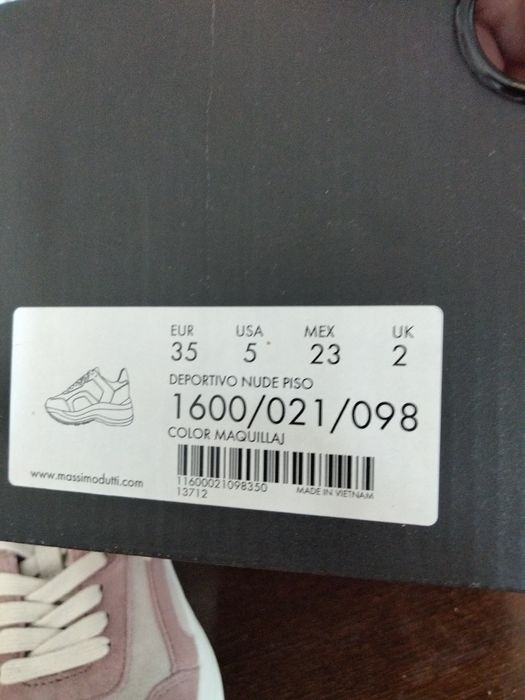 EUR USA MEX UK
35 5 23 2
DEPORTIVO NUDE PISO
1600/021/098
COLOR MAQUILLAJ
11600021098350
13712
MADE IN VIETNAM
www.massimodutti.com